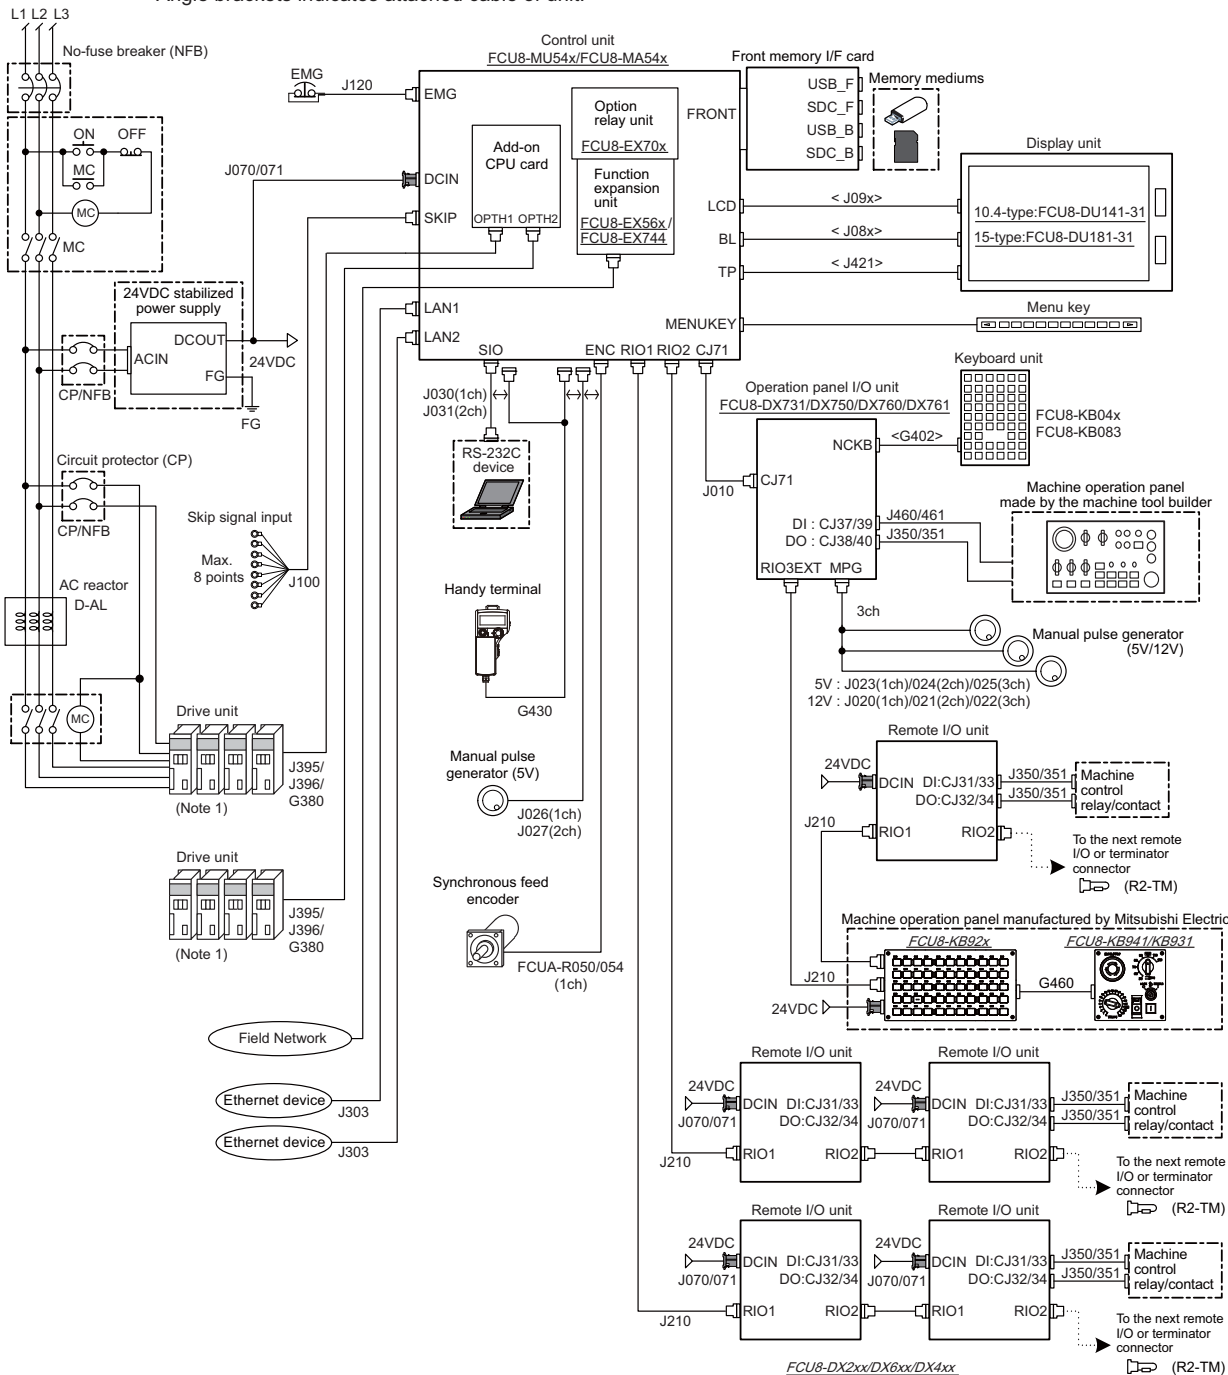 Angle brackets indicates attached cable or unit.
L1 L2 L3
No-fuse breaker (NFB)
ON
OFF
MC
MC
MC
24VDC stabilized
power supply
DCOUT
ACIN
FG
24VDC
FG
CP/NFB
J070/071
Circuit protector (CP)
CP/NFB
AC reactor
D-AL
MC
Skip signal input
Max.
8 points
J100
Drive unit
(Note 1)
J395/
J396/
G380
Drive unit
(Note 1)
J395/
J396/
G380
Field Network
Ethernet device
J303
Ethernet device
J303
EMG
J120
Control unit
FCU8-MU54x/FCU8-MA54x
EMG
DCIN
SKIP
LAN1
LAN2
Add-on
CPU card
OPTH1 OPTH2
Option
relay unit
FCU8-EX70x
Function
expansion
unit
FCU8-EX56x/
FCU8-EX744
FRONT
LCD
BL
TP
MENUKEY
SIO
ENC RIO1 RIO2 CJ71
J030(1ch)
J031(2ch)
RS-232C
device
Handy terminal
G430
Manual pulse
generator (5V)
J026(1ch)
J027(2ch)
Synchronous feed
encoder
FCUA-R050/054
(1ch)
Front memory I/F card
USB_F
SDC_F
USB_B
SDC_B
Memory mediums
Display unit
< J09x>
< J08x>
< J421>
10.4-type:FCU8-DU141-31
15-type:FCU8-DU181-31
Menu key
Keyboard unit
FCU8-KB04x
FCU8-KB083
Operation panel I/O unit
FCU8-DX731/DX750/DX760/DX761
NCKB
<G402>
J010
CJ71
DI : CJ37/39
DO : CJ38/40
RIO3EXT MPG
J460/461
J350/351
Machine operation panel
made by the machine tool builder
3ch
Manual pulse generator
(5V/12V)
5V : J023(1ch)/024(2ch)/025(3ch)
12V : J020(1ch)/021(2ch)/022(3ch)
Remote I/O unit
24VDC
DCIN DI:CJ31/33
DO:CJ32/34
RIO1
RIO2
J210
J350/351
J350/351
Machine
control
relay/contact
To the next remote
I/O or terminator
connector
(R2-TM)
Machine operation panel manufactured by Mitsubishi Electric
FCU8-KB92x
FCU8-KB941/KB931
J210
24VDC
G460
Remote I/O unit
24VDC
J070/071
DCIN DI:CJ31/33
DO:CJ32/34
RIO1
RIO2
J210
Remote I/O unit
24VDC
J070/071
DCIN DI:CJ31/33
DO:CJ32/34
RIO1
RIO2
J350/351
J350/351
Machine
control
relay/contact
To the next remote
I/O or terminator
connector
(R2-TM)
Remote I/O unit
24VDC
J070/071
DCIN DI:CJ31/33
DO:CJ32/34
RIO1
RIO2
J210
Remote I/O unit
24VDC
J070/071
DCIN DI:CJ31/33
DO:CJ32/34
RIO1
RIO2
J350/351
J350/351
Machine
control
relay/contact
To the next remote
I/O or terminator
connector
(R2-TM)
FCU8-DX2xx/DX6xx/DX4xx